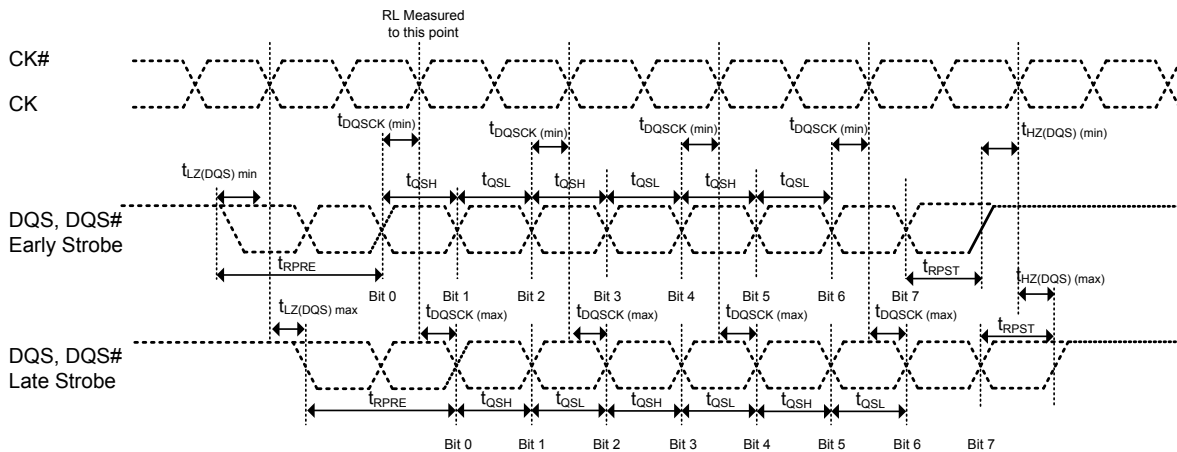 RL Measured
to this point
CK#
CK
tDQSCK (min)
tDQSCK (min)
tDQSCK (min)
tDQSCK (min)
tHZ(DQS) (min)
tLZ(DQS) min
tQSH
tQSL
tQSH
tQSL
tQSH
tQSL
DQS, DQS#
Early Strobe
tRPRE
tRPST
tHZ(DQS) (max)
Bit 0
Bit 1
Bit 2
Bit 3
Bit 4
Bit 5
Bit 6
Bit 7
tLZ(DQS) max
tDQSCK (max)
tDQSCK (max)
tDQSCK (max)
tDQSCK (max)
tRPST
DQS, DQS#
Late Strobe
tRPRE
tQSH
tQSL
tQSH
tQSL
tQSH
tQSL
Bit 0
Bit 1
Bit 2
Bit 3
Bit 4
Bit 5
Bit 6
Bit 7